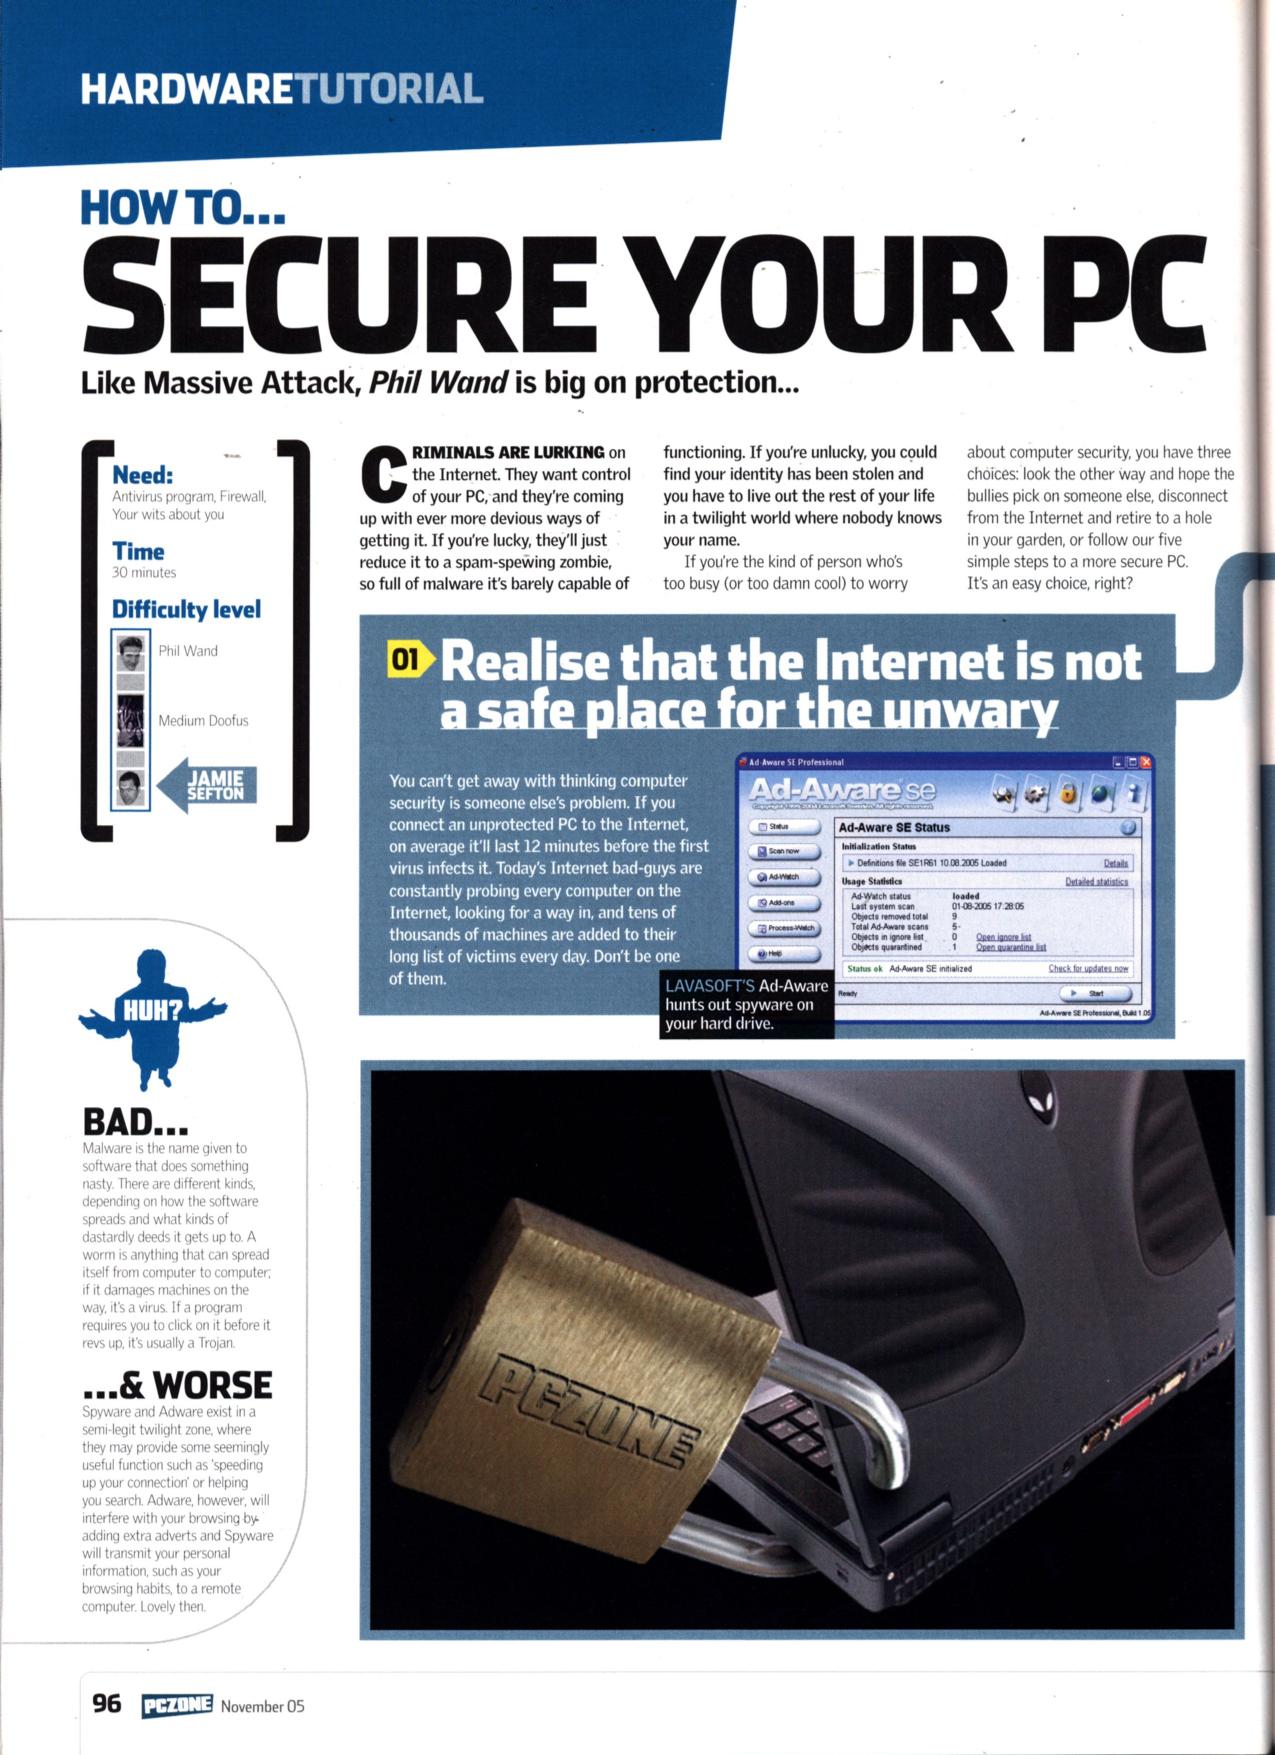 HARDWARETUTORIAL
HOW TO...
SECURE YOUR PC
Like Massive Attack, Phil Wand is big on protection...
Need:
Antivirus program, Firewall,
Your wits about you
Time
30 minutes
Difficulty level
Phil Wand
Medium Doofus
JAMIE
SEFTON
CRIMINALS ARE LURKING on
the Internet. They want control
of your PC, and they're coming
up with ever more devious ways of
getting it. If you're lucky, they'll just
reduce it to a spam-spewing zombie,
so full of malware it's barely capable of
functioning. If you're unlucky, you could
find your identity has been stolen and
you have to live out the rest of your life
in a twilight world where nobody knows
your name.
If you're the kind of person who's
too busy (or too damn cool) to worry
about computer security, you have three
choices: look the other way and hope the
bullies pick on someone else, disconnect
from the Internet and retire to a hole
in your garden, or follow our five
simple steps to a more secure PC.
It's an easy choice, right?
01 Realise that the Internet is not
a safe place for the unwary
You can't get away with thinking computer
security is someone else's problem. If you
connect an unprotected PC to the Internet,
on average it'll last 12 minutes before the first
virus infects it. Today's Internet bad-guys are
constantly probing every computer on the
Internet, looking for a way in, and tens of
thousands of machines are added to their
long list of victims every day. Don't be one
of them.
Ad-Aware SE Professional
Ad-Aware se
Status
Scan now
Ad-Watch
Add-ons
Process-Watch
Help
Ad-Aware SE Status
Initialization Status
Definitions file SE1R61 10.08.2005 Loaded Details
Usage Statistics Detailed statistics
Ad-Watch status loaded
Last system scan 01-08-2005 17:28:05
Objects removed total 9
Total Ad-Aware scans 5
Objects in ignore list 0 Open ignore list
Objects quarantined 1 Open quarantine list
Status ok Ad-Aware SE initialized Check for updates now
Ready Start
Ad-Aware SE Professional, Build 1.05
LAVASOFT'S Ad-Aware
hunts out spyware on
your hard drive.
HUH?
BAD...
Malware is the name given to
software that does something
nasty. There are different kinds,
depending on how the software
spreads and what kinds of
dastardly deeds it gets up to. A
worm is anything that can spread
itself from computer to computer;
if it damages machines on the
way, it's a virus. If a program
requires you to click on it before it
revs up, it's usually a Trojan.
...& WORSE
Spyware and Adware exist in a
semi-legit twilight zone, where
they may provide some seemingly
useful function such as 'speeding
up your connection' or helping
you search. Adware, however, will
interfere with your browsing by
adding extra adverts and Spyware
will transmit your personal
information, such as your
browsing habits, to a remote
computer. Lovely then.
PCZONE
96 PCZONE November 05